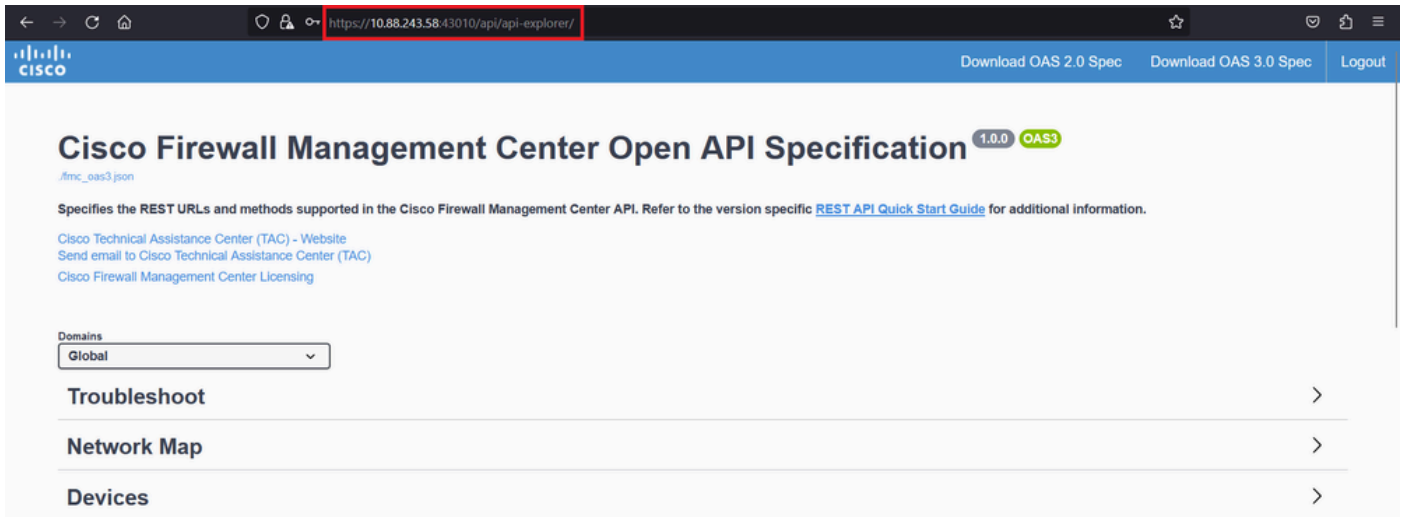 https://10.88.243.58:43010/api/api-explorer/
CISCO
Download OAS 2.0 Spec Download OAS 3.0 Spec Logout
Cisco Firewall Management Center Open API Specification 1.0.0 OAS3
./fmc_oas3.json
Specifies the REST URLs and methods supported in the Cisco Firewall Management Center API. Refer to the version specific REST API Quick Start Guide for additional information.
Cisco Technical Assistance Center (TAC) - Website
Send email to Cisco Technical Assistance Center (TAC)
Cisco Firewall Management Center Licensing
Domains
Global
Troubleshoot
Network Map
Devices